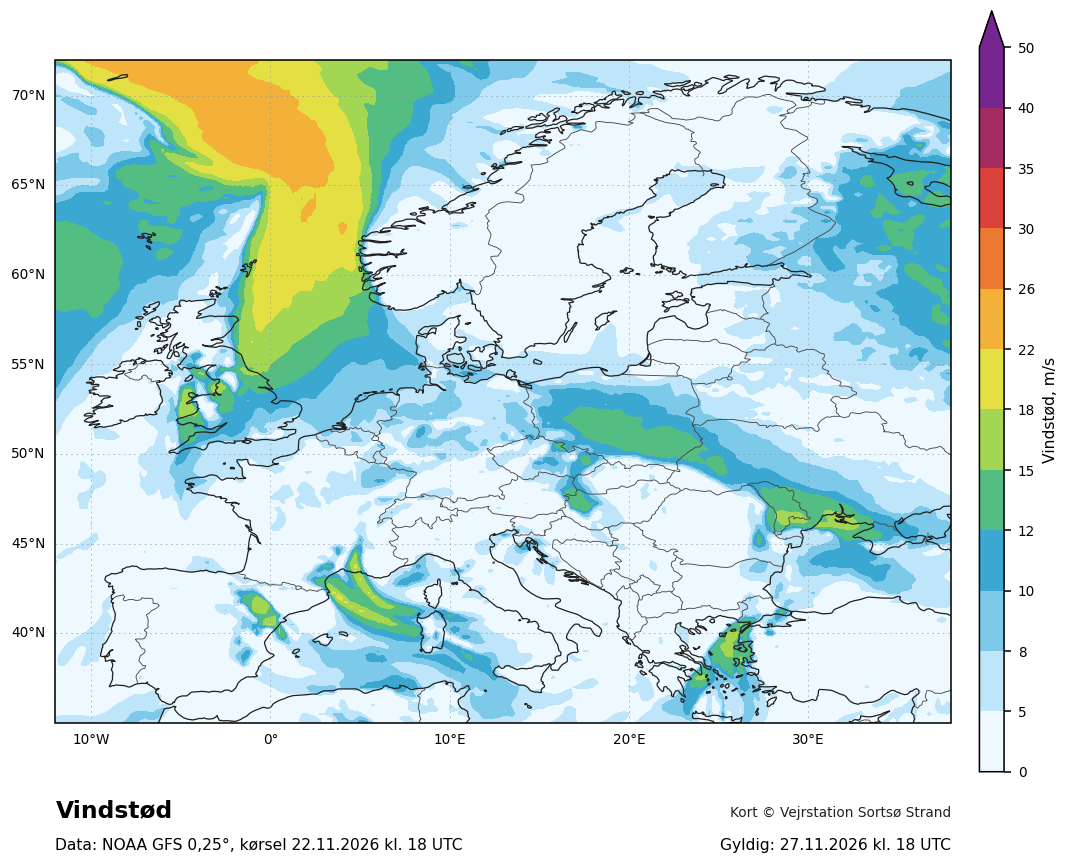 50
40
35
30
26
22
18
15
12
10
8
5
0
Vindstød, m/s
70°N
65°N
60°N
55°N
50°N
45°N
40°N
10°W
0°
10°E
20°E
30°E
Vindstød
Kort © Vejrstation Sortsø Strand
Data: NOAA GFS 0,25°, kørsel 22.11.2026 kl. 18 UTC
Gyldig: 27.11.2026 kl. 18 UTC